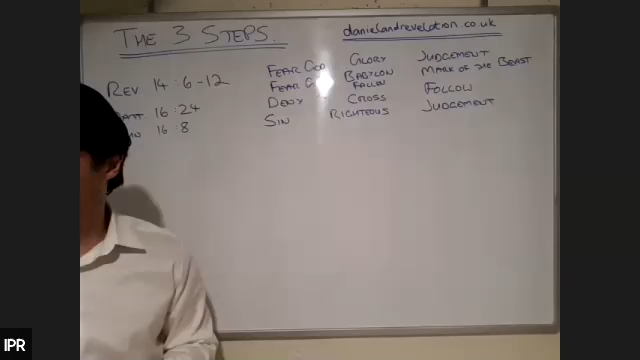 THE 3 STEPS.
danielandrevelation.co.uk
REV 14:6-12 FEAR GOD GLORY JUDGEMENT
FEAR BABYLON FALLEN MARK OF THE BEAST
16:24 DENY CROSS FOLLOW
16:8 SIN RIGHTEOUS JUDGEMENT
IPR